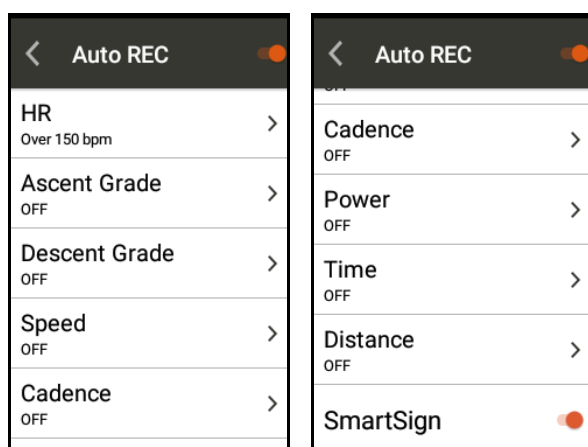 Auto REC
HR
Over 150 bpm
Ascent Grade
OFF
Descent Grade
OFF
Speed
OFF
Cadence
OFF
Auto REC
Cadence
OFF
Power
OFF
Time
OFF
Distance
OFF
SmartSign